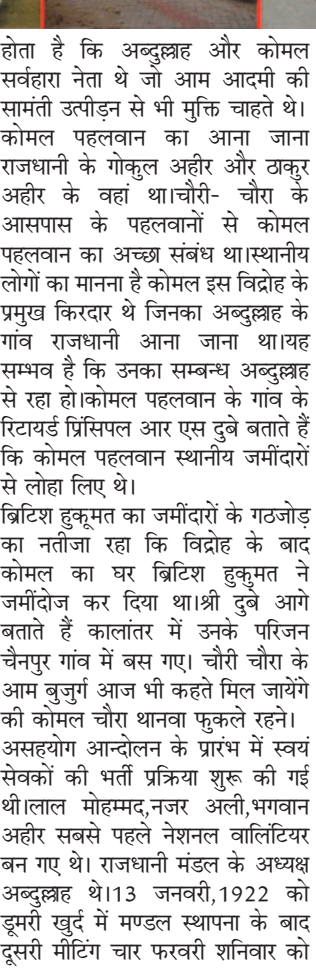 होता है कि अब्दुल्लाह और कोमल
सर्वहारा नेता थे जो आम आदमी की
सामंती उत्पीड़न से भी मुक्ति चाहते थे।
कोमल पहलवान का आना जाना
राजधानी के गोकुल अहीर और ठाकुर
अहीर के वहां था।चौरी- चौरा के
आसपास के पहलवानों से कोमल
पहलवान का अच्छा संबंध था।स्थानीय
लोगों का मानना है कोमल इस विद्रोह के
प्रमुख किरदार थे जिनका अब्दुल्लाह के
गांव राजधानी आना जाना था।यह
सम्भव है कि उनका सम्बन्ध अब्दुल्लाह
से रहा हो।कोमल पहलवान के गांव के
रिटायर्ड प्रिंसिपल आर एस दुबे बताते हैं
कि कोमल पहलवान स्थानीय जमींदारों
से लोहा लिए थे।
ब्रिटिश हुकूमत का जमींदारों के गठजोड़
का नतीजा रहा कि विद्रोह के बाद
कोमल का घर ब्रिटिश हुकुमत ने
जमींदोज कर दिया था।श्री दुबे आगे
बताते हैं कालांतर में उनके परिजन
चैनपुर गांव में बस गए। चौरी चौरा के
आम बुजुर्ग आज भी कहते मिल जायेंगे
की कोमल चौरा थानवा फुकले रहने।
असहयोग आन्दोलन के प्रारंभ में स्वयं
सेवकों की भर्ती प्रक्रिया शुरू की गई
थी।लाल मोहम्मद,नजर अली,भगवान
अहीर सबसे पहले नेशनल वालिंटियर
बन गए थे। राजधानी मंडल के अध्यक्ष
अब्दुल्लाह थे।13 जनवरी,1922 को
डूमरी खुर्द में मण्डल स्थापना के बाद
दूसरी मीटिंग चार फरवरी शनिवार को